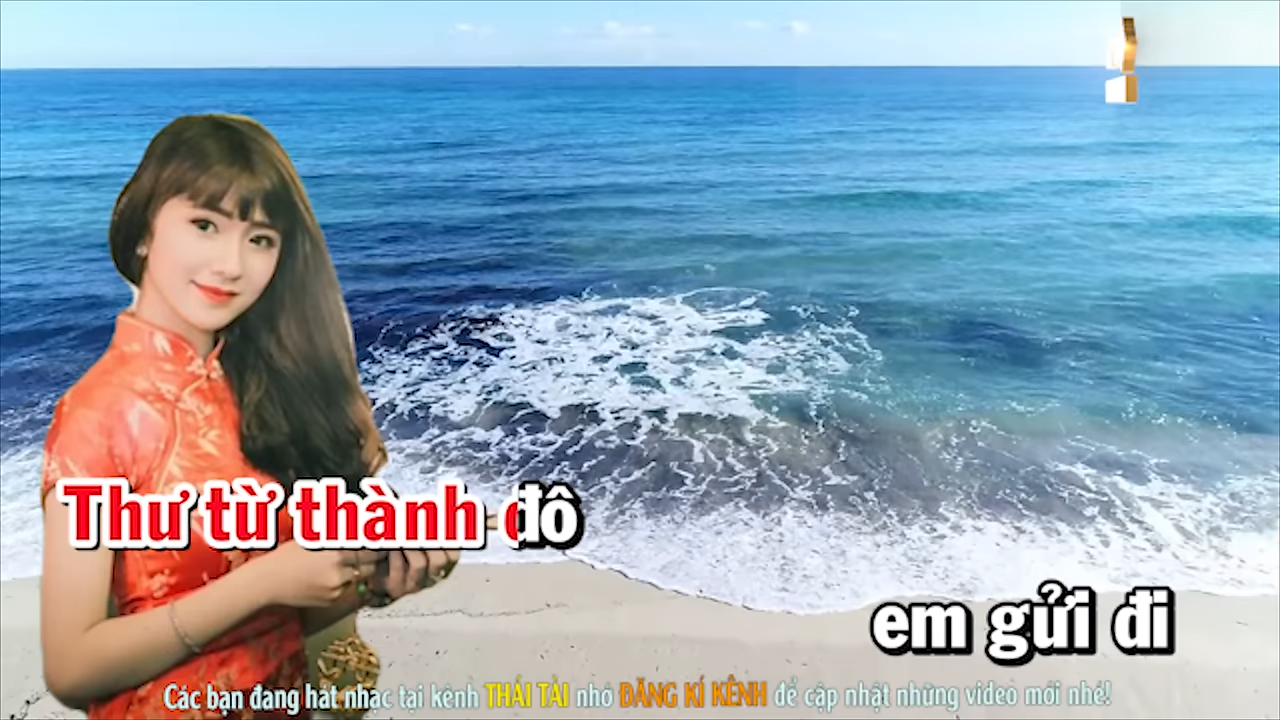 Thư từ thành đô
em gửi đi
Các bạn đang hát nhạc tại kênh THÁI TÀI nhớ ĐĂNG KÍ KÊNH để cập nhật những video mới nhé!